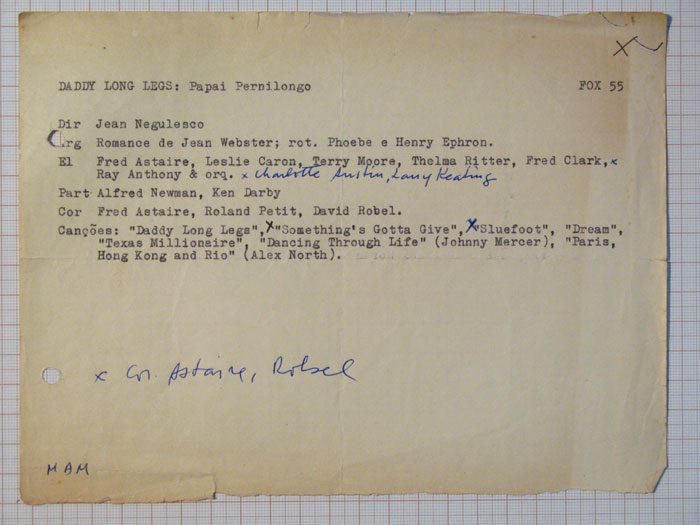 DADDY LONG LEGS: Papai Pernilongo FOX 55
Dir Jean Negulesco
rg Romance de Jean Webster; rot. Phoebe e Henry Ephron.
El Fred Astaire, Leslie Caron, Terry Moore, Thelma Ritter, Fred Clark, x
Ray Anthony & orq. x Charlotte Austin, Larry Keating
Part Alfred Newman, Ken Darby
Cor Fred Astaire, Roland Petit, David Robel.
Canções: "Daddy Long Legs", x "Something's Gotta Give", x "Sluefoot", "Dream",
"Texas Millionaire", "Dancing Through Life" (Johnny Mercer), "Paris,
Hong Kong and Rio" (Alex North).
x Cor. Astaire, Robel
MAM